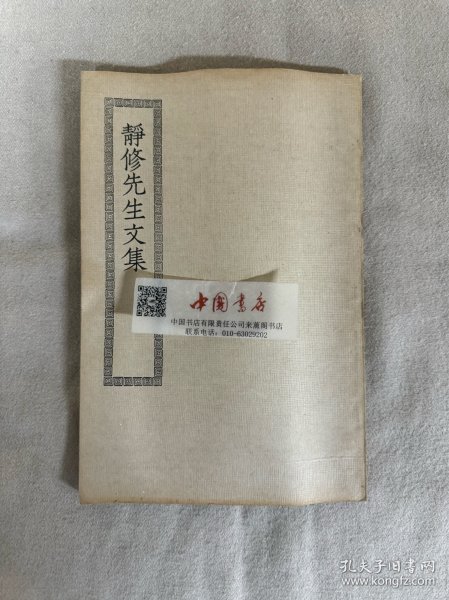 靜修先生文集
中国书店
中国书店有限责任公司来薰阁书店
联系电话：010-63029202
孔夫子旧书网
www.kongfz.com